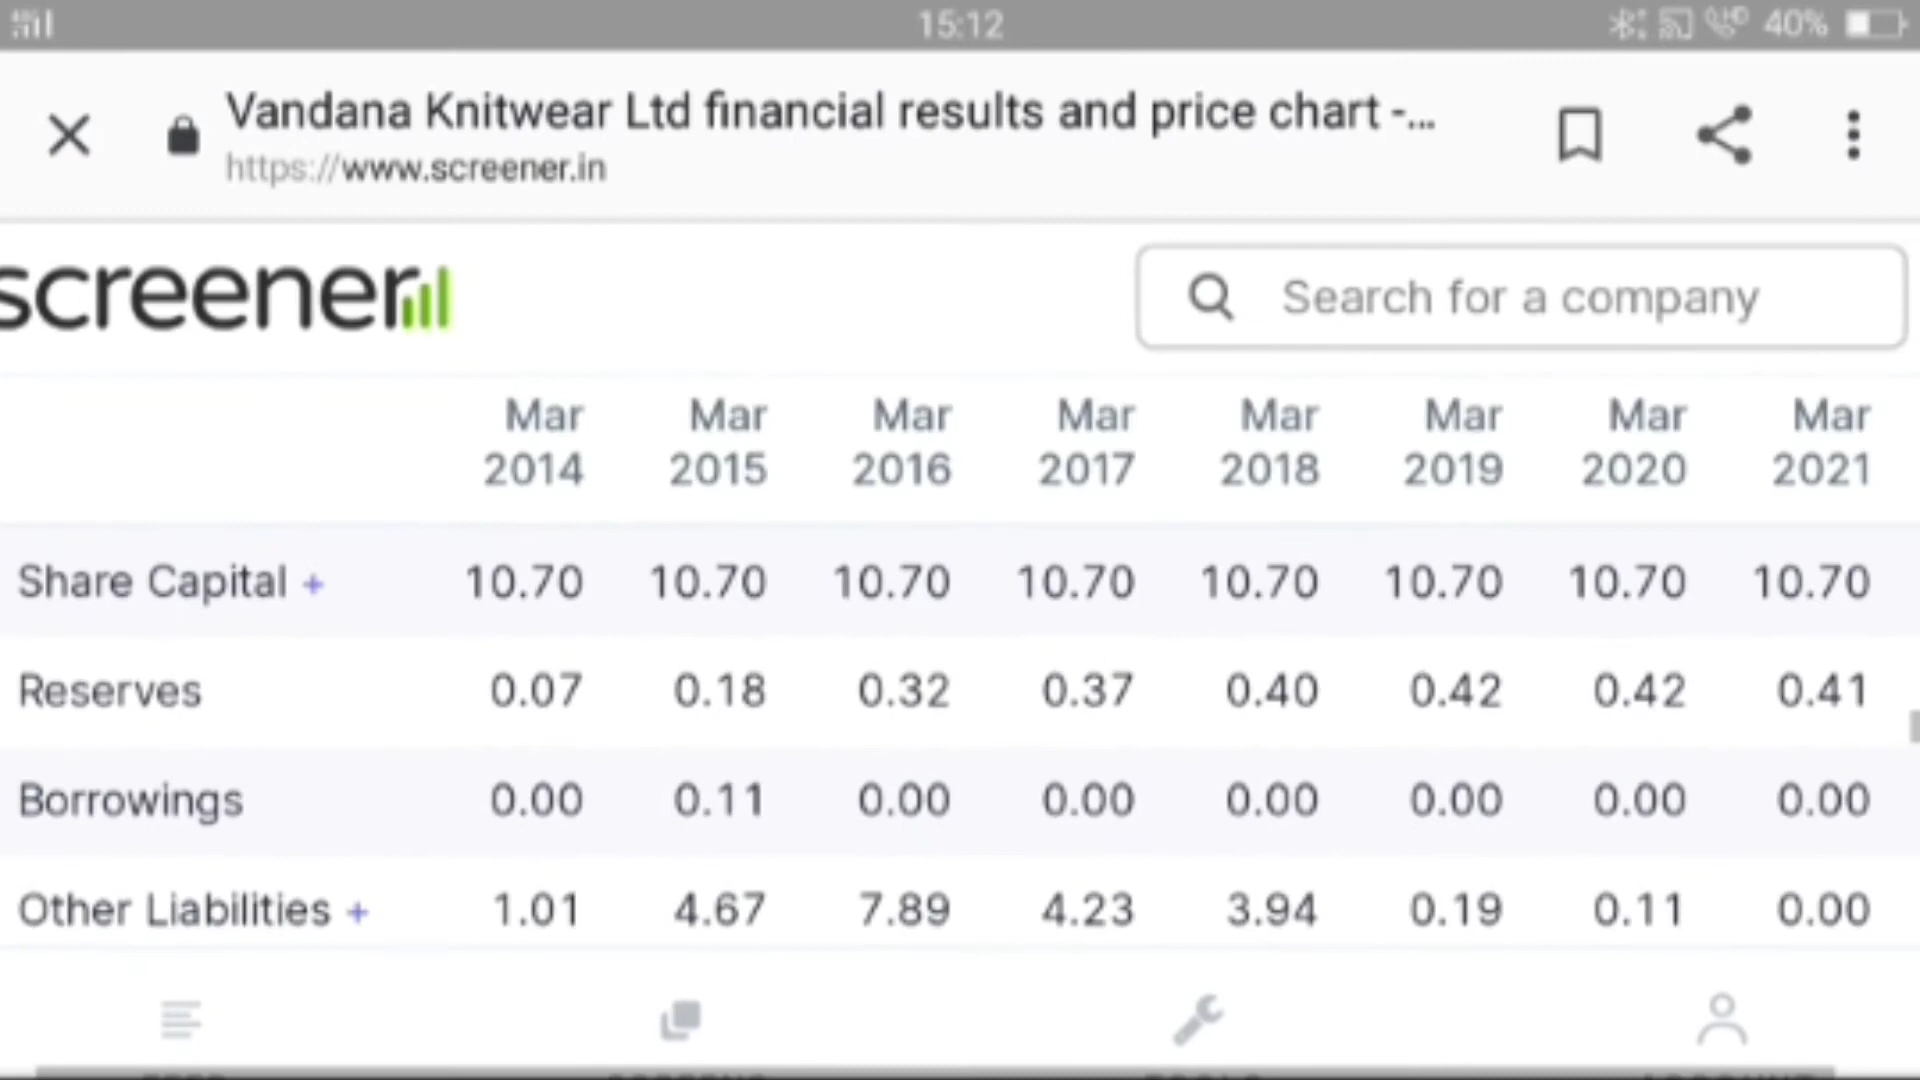 15:12
40%
Vandana Knitwear Ltd financial results and price chart -...
https://www.screener.in
screener
Search for a company
Mar Mar Mar Mar Mar Mar Mar Mar
2014 2015 2016 2017 2018 2019 2020 2021
Share Capital + 10.70 10.70 10.70 10.70 10.70 10.70 10.70 10.70
Reserves 0.07 0.18 0.32 0.37 0.40 0.42 0.42 0.41
Borrowings 0.00 0.11 0.00 0.00 0.00 0.00 0.00 0.00
Other Liabilities + 1.01 4.67 7.89 4.23 3.94 0.19 0.11 0.00